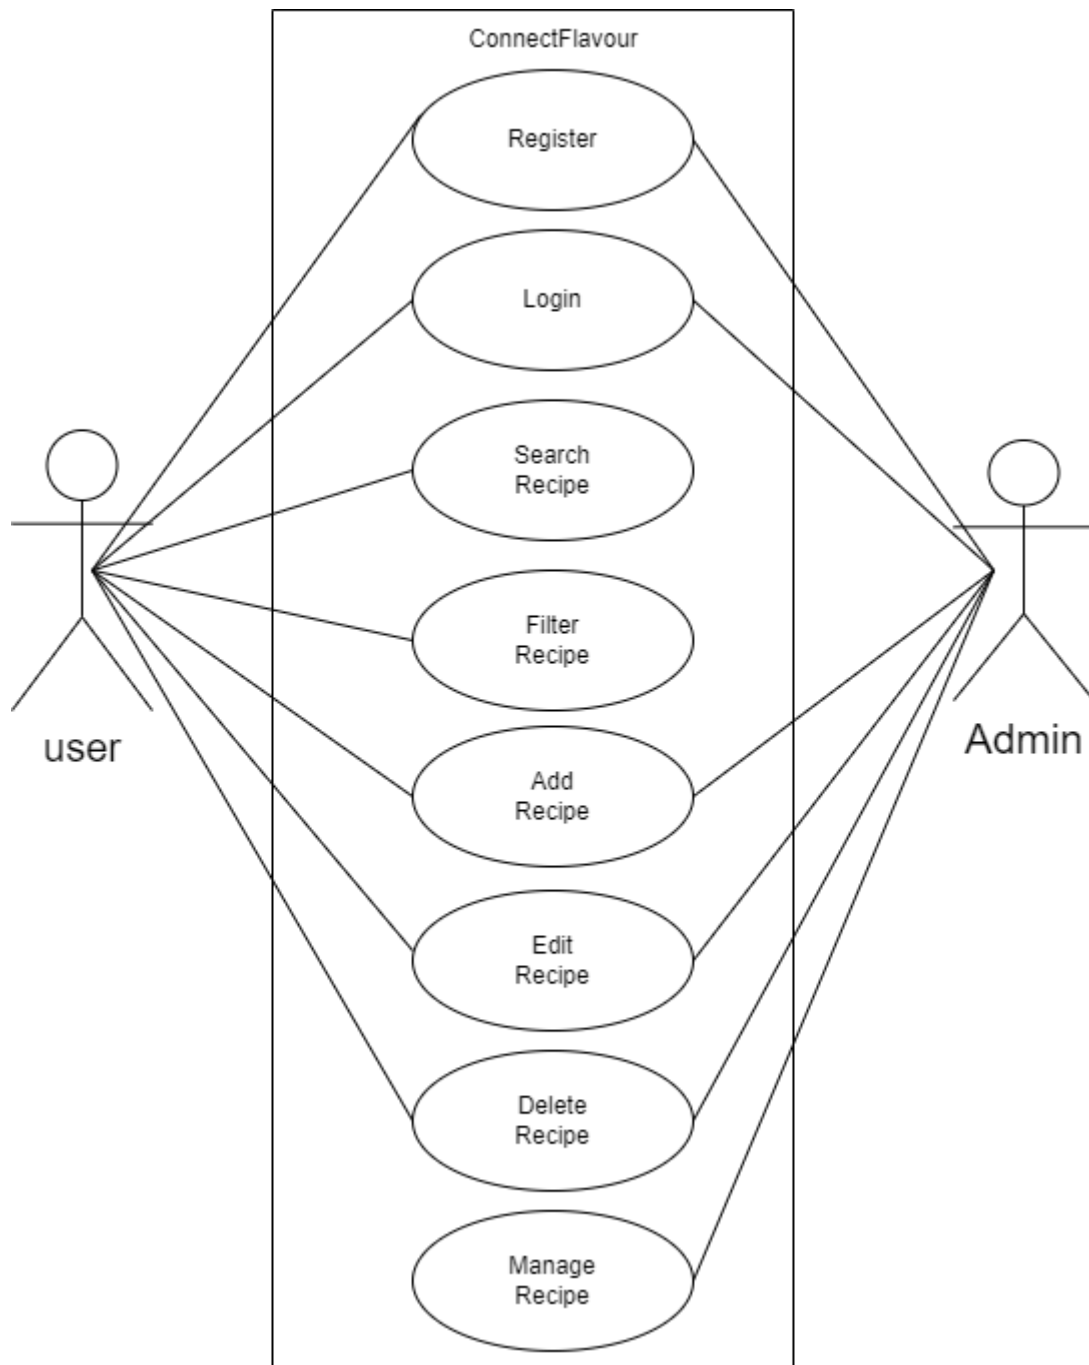 ConnectFlavour
Register
Login
Search
Recipe
Filter
Recipe
user
Admin
Add
Recipe
Edit
Recipe
Delete
Recipe
Manage
Recipe